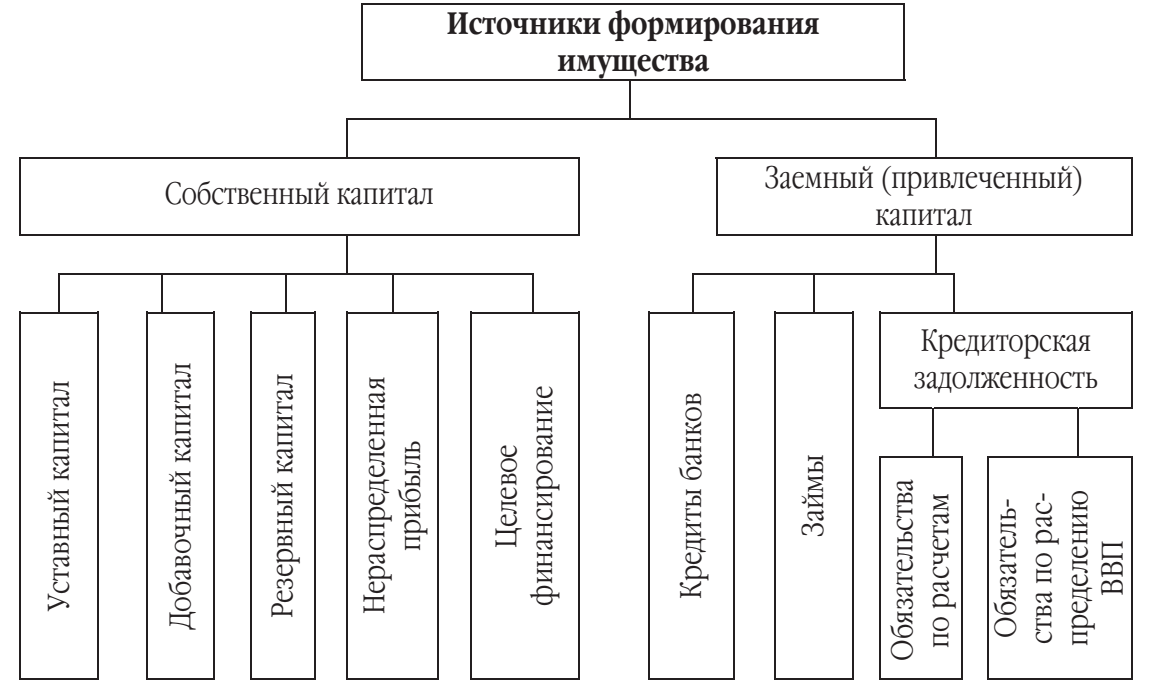 Источники формирования
имущества
Собственный капитал
Заемный (привлеченный)
капитал
Уставный капитал
Добавочный капитал
Резервный капитал
Нераспределенная
прибыль
Целевое
финансирование
Кредиты банков
Займы
Кредиторская
задолженность
Обязательства
по расчетам
Обязатель-
ства по рас-
пределению
ВВП